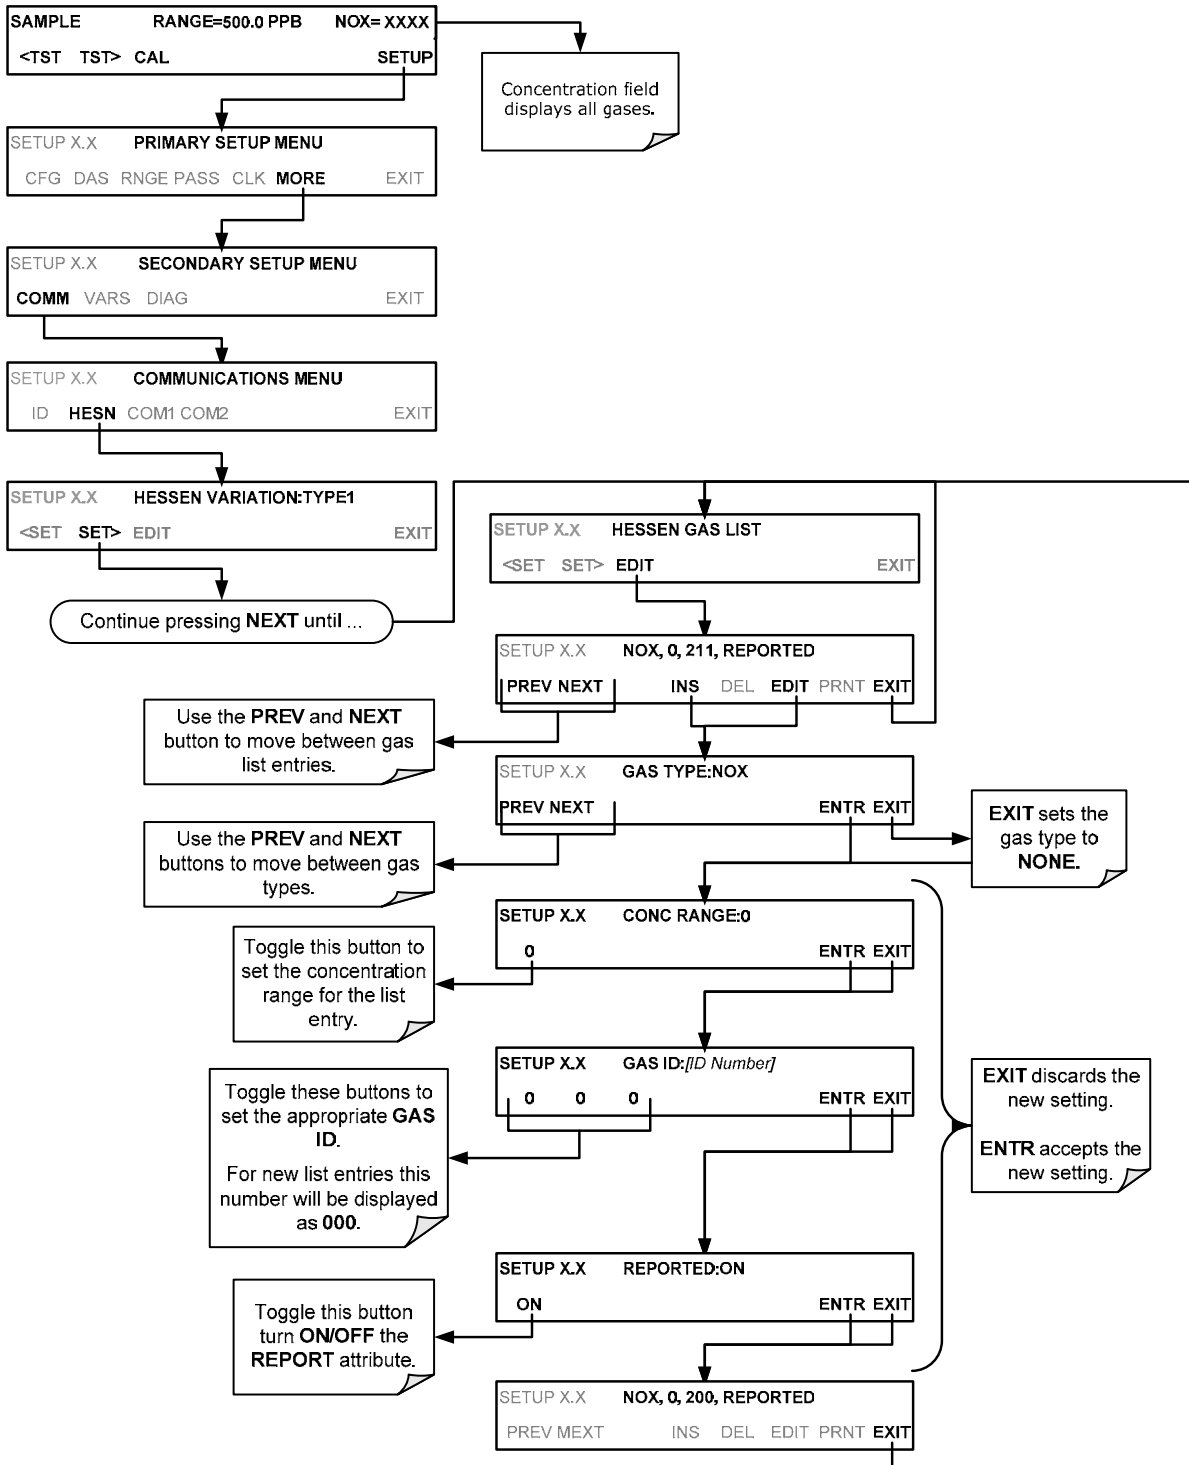 SAMPLE RANGE=500.0 PPB NOX= XXXX
<TST TST> CAL SETUP
Concentration field
displays all gases.
SETUP X.X PRIMARY SETUP MENU
CFG DAS RNGE PASS CLK MORE EXIT
SETUP X.X SECONDARY SETUP MENU
COMM VARS DIAG EXIT
SETUP X.X COMMUNICATIONS MENU
ID HESN COM1 COM2 EXIT
SETUP X.X HESSEN VARIATION:TYPE1
<SET SET> EDIT EXIT
Continue pressing NEXT until ...
SETUP X.X HESSEN GAS LIST
<SET SET> EDIT EXIT
SETUP X.X NOX, 0, 211, REPORTED
PREV NEXT INS DEL EDIT PRNT EXIT
Use the PREV and NEXT
button to move between gas
list entries.
SETUP X.X GAS TYPE:NOX
PREV NEXT ENTR EXIT
EXIT sets the
gas type to
NONE.
Use the PREV and NEXT
buttons to move between gas
types.
SETUP X.X CONC RANGE:0
0 ENTR EXIT
Toggle this button to
set the concentration
range for the list
entry.
SETUP X.X GAS ID:[ID Number]
0 0 0 ENTR EXIT
Toggle these buttons to
set the appropriate GAS
ID.
For new list entries this
number will be displayed
as 000.
EXIT discards the
new setting.
ENTR accepts the
new setting.
SETUP X.X REPORTED:ON
ON ENTR EXIT
Toggle this button
turn ON/OFF the
REPORT attribute.
SETUP X.X NOX, 0, 200, REPORTED
PREV MEXT INS DEL EDIT PRNT EXIT